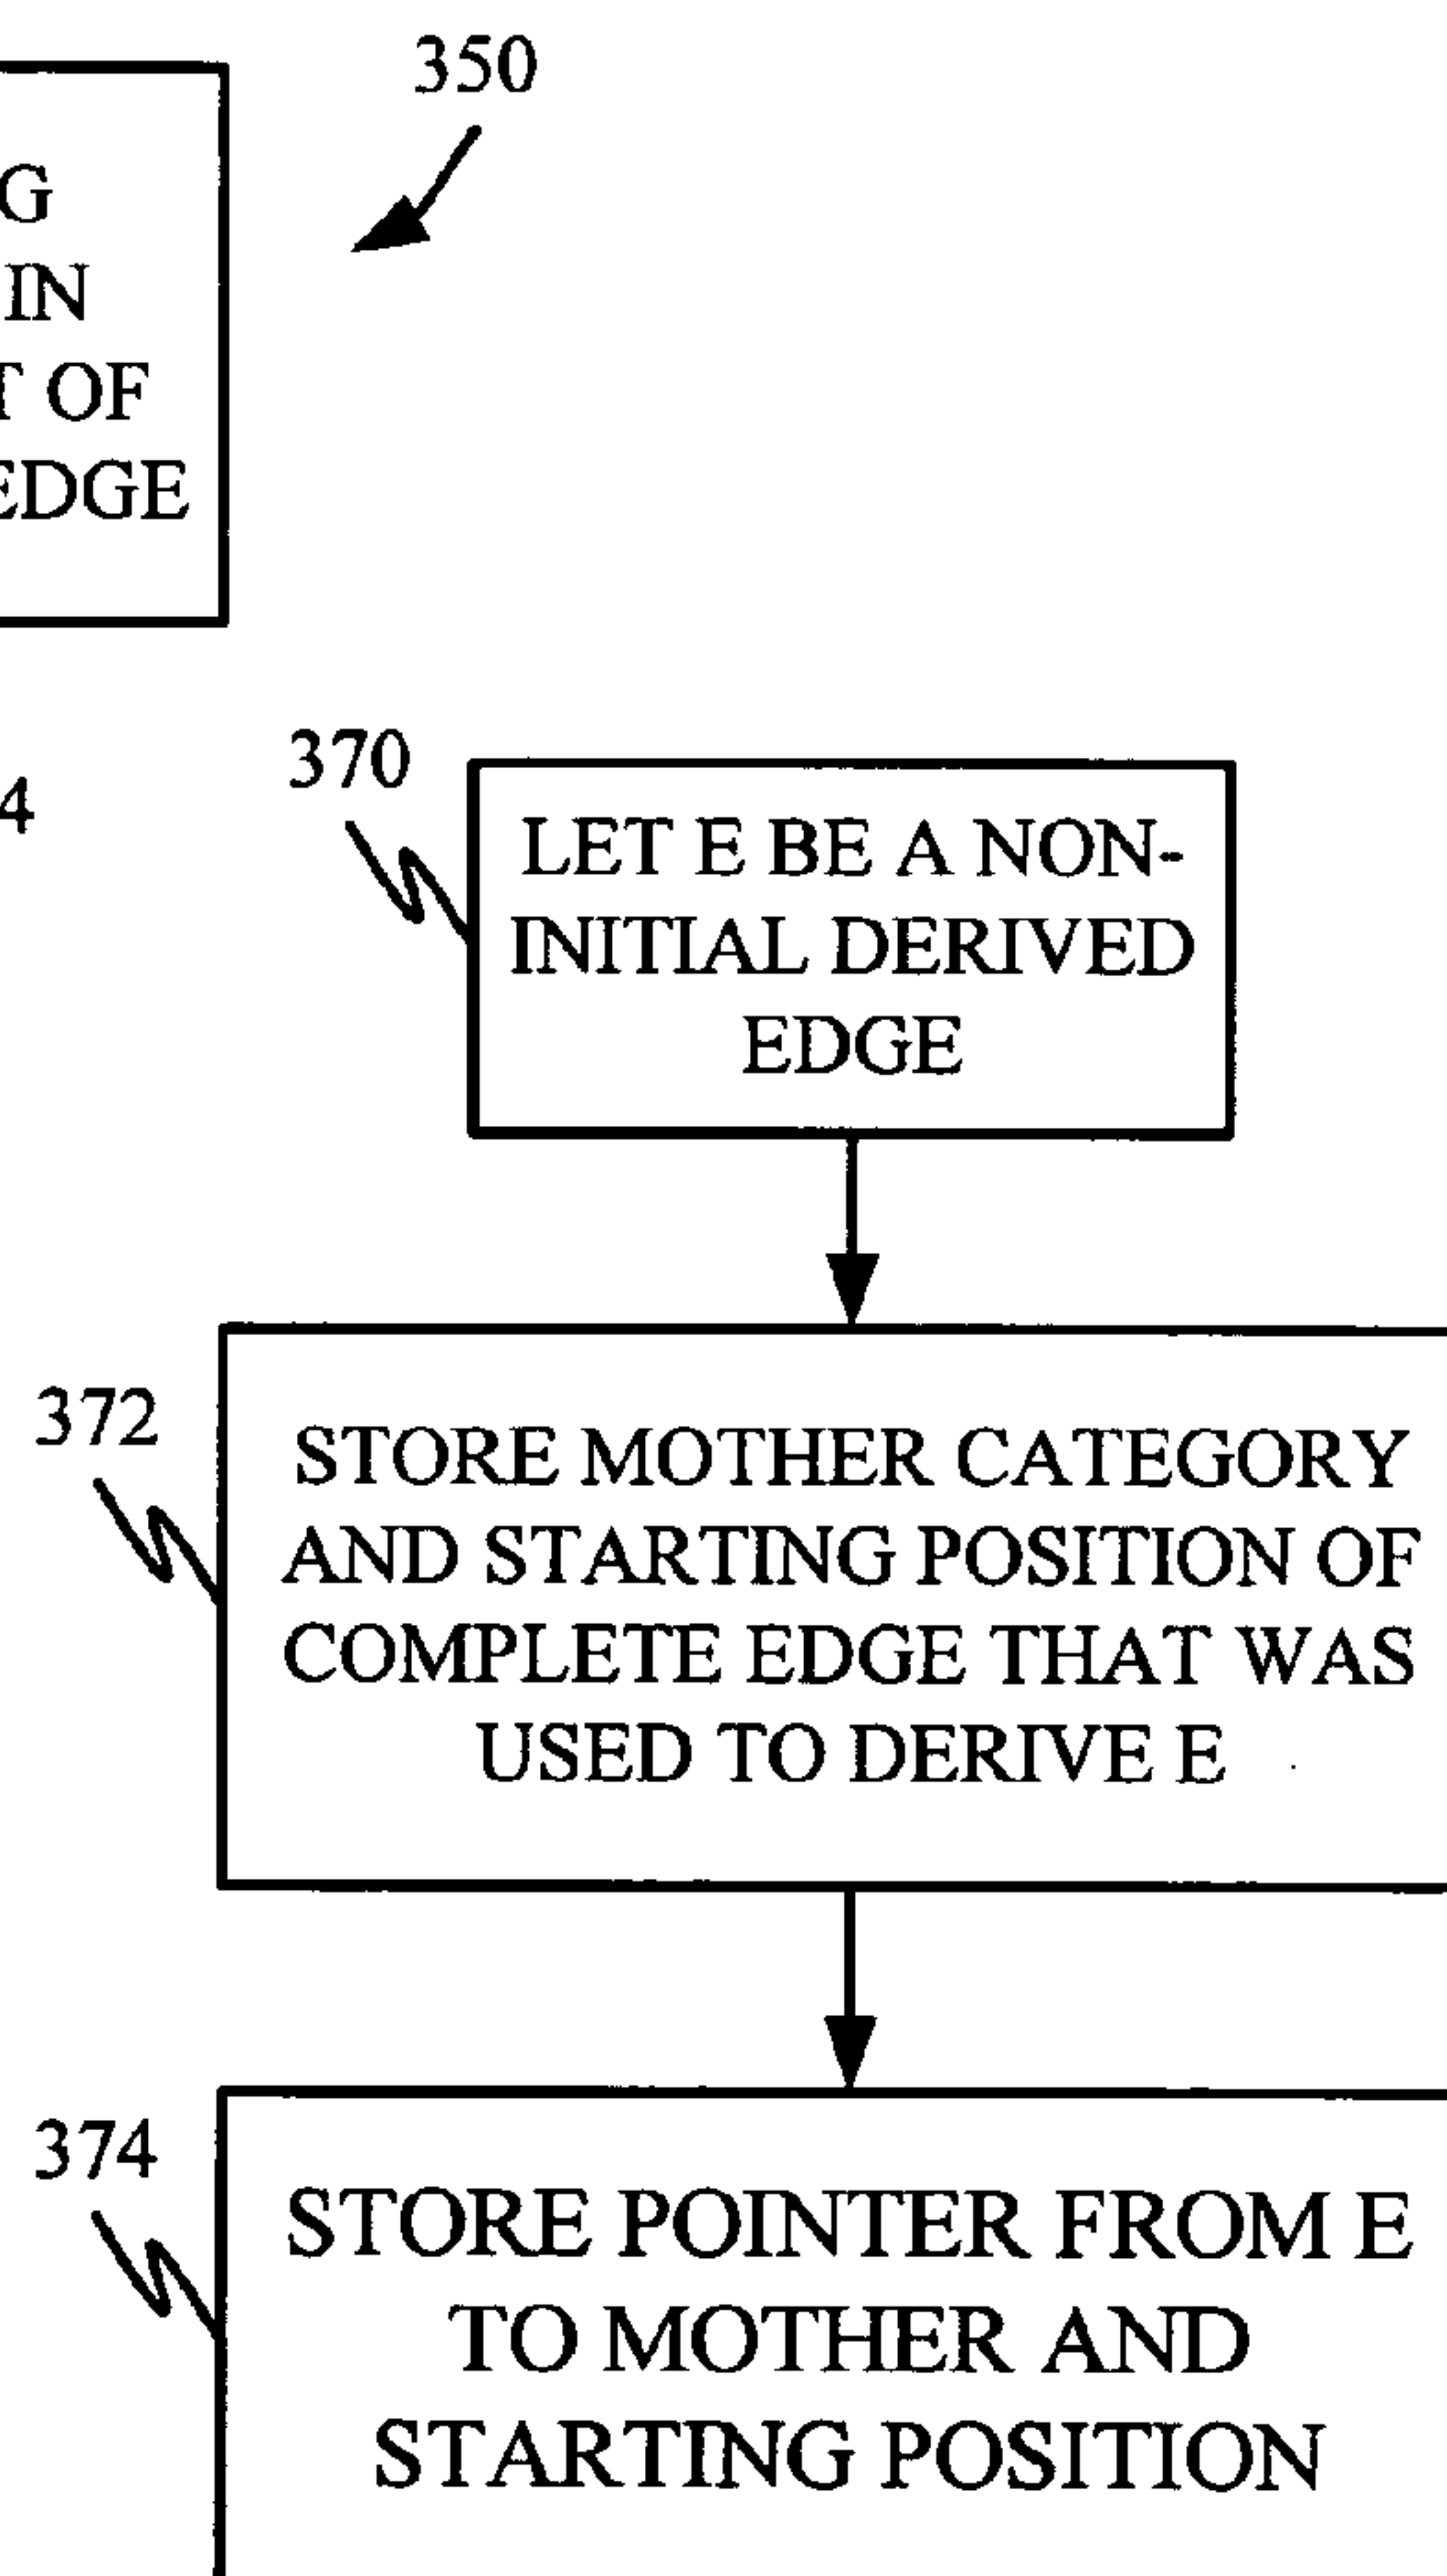 350
G
IN
T OF
EDGE
4
370
LET E BE A NON-
INITIAL DERIVED
EDGE
372
STORE MOTHER CATEGORY
AND STARTING POSITION OF
COMPLETE EDGE THAT WAS
USED TO DERIVE E
374
STORE POINTER FROM E
TO MOTHER AND
STARTING POSITION